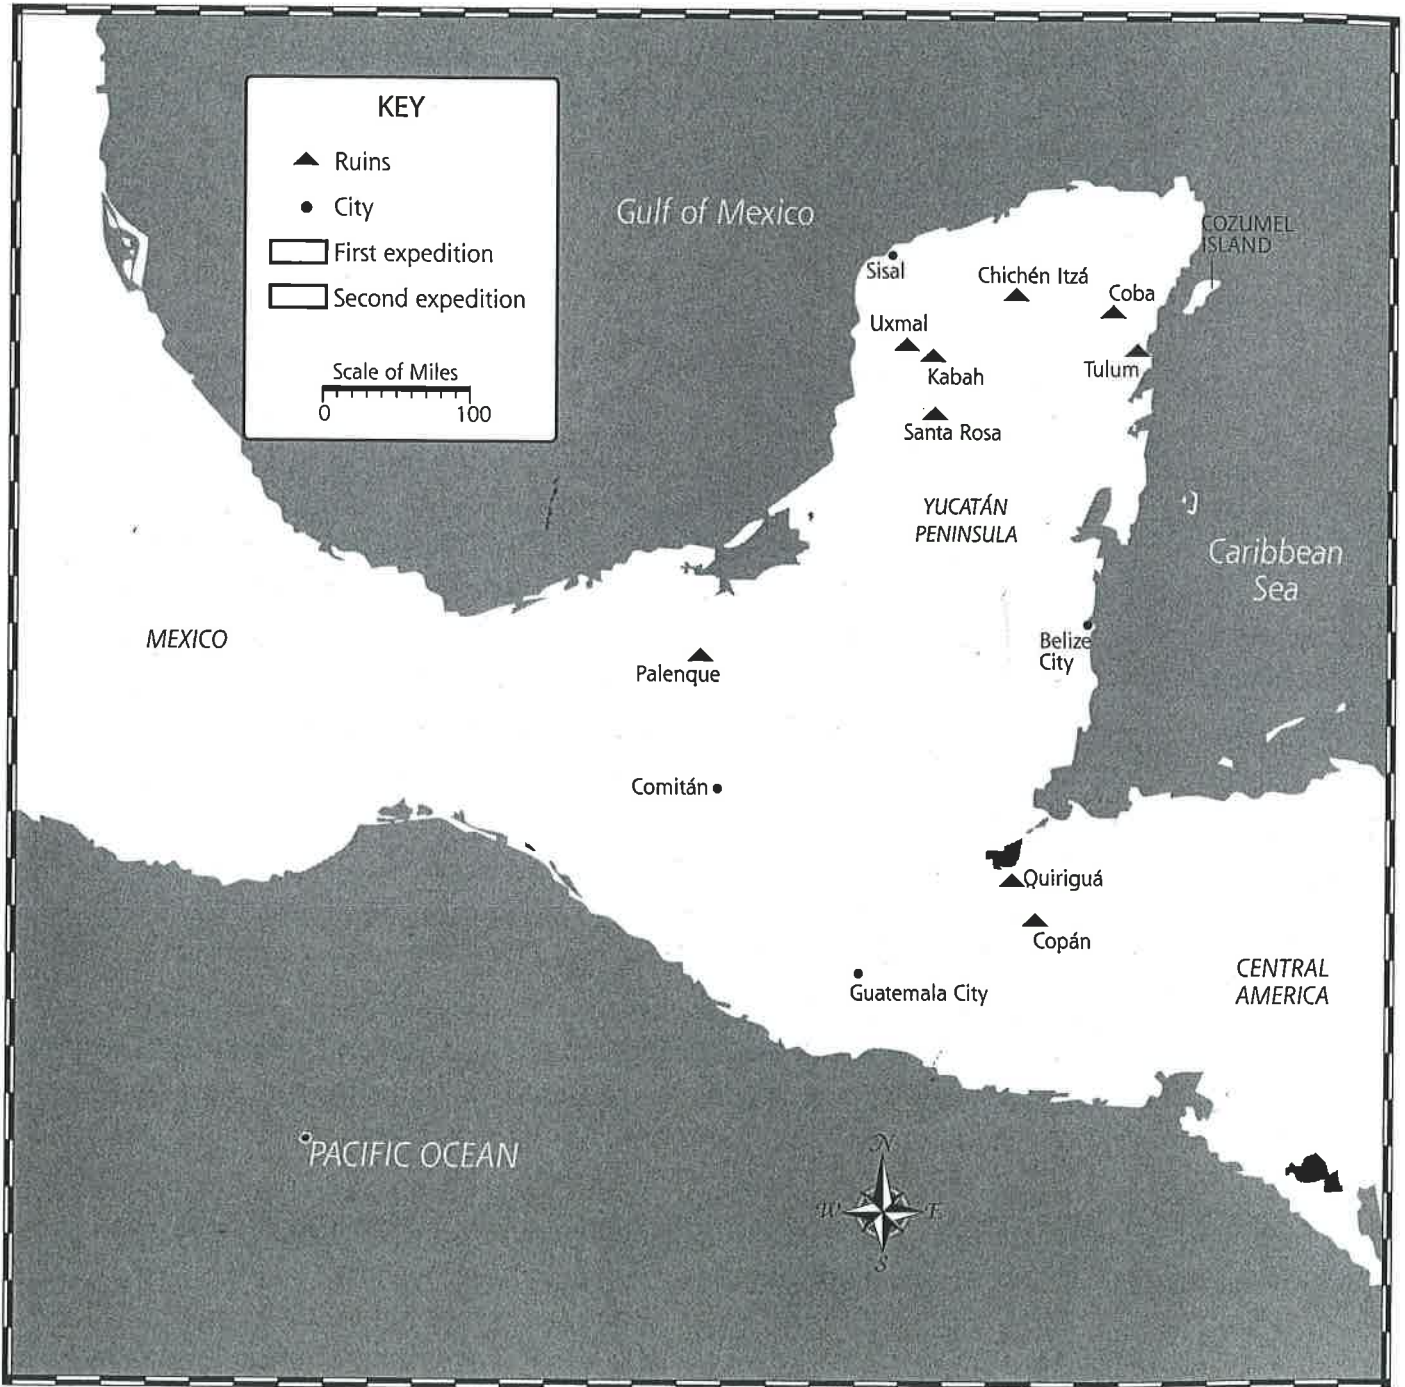 KEY
Ruins
City
First expedition
Second expedition
Scale of Miles
0 100
Gulf of Mexico
COZUMEL
ISLAND
Sisal
Chichén Itzá
Coba
Uxmal
Kabah
Tulum
Santa Rosa
YUCATÁN
PENINSULA
Caribbean
Sea
MEXICO
Belize
City
Palenque
Comitán
Quiriguá
Copán
CENTRAL
AMERICA
Guatemala City
PACIFIC OCEAN
N
W E
S